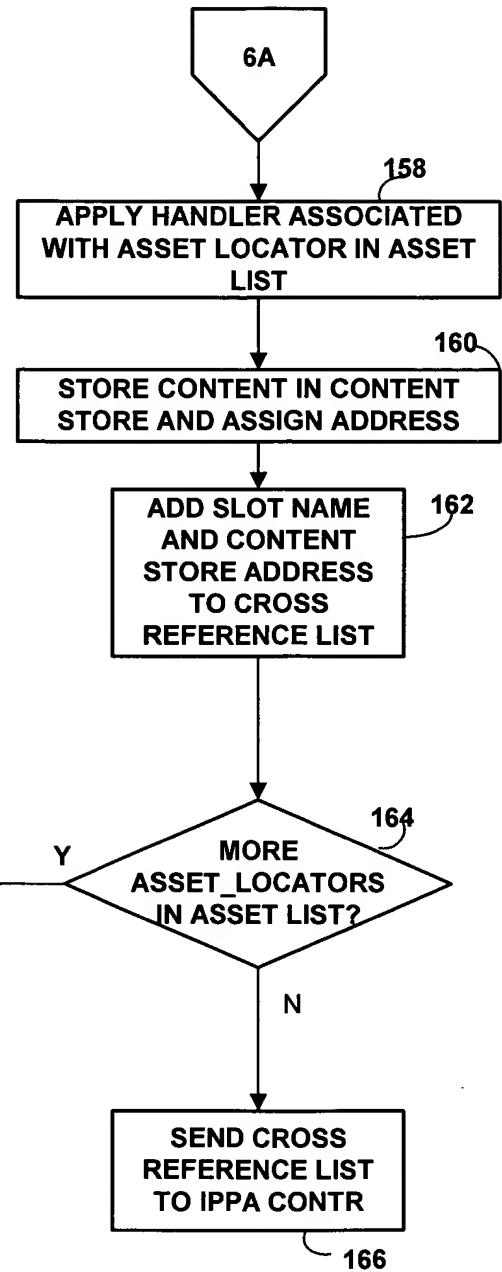 6A
158
APPLY HANDLER ASSOCIATED
WITH ASSET LOCATOR IN ASSET
LIST
160
STORE CONTENT IN CONTENT
STORE AND ASSIGN ADDRESS
162
ADD SLOT NAME
AND CONTENT
STORE ADDRESS
TO CROSS
REFERENCE LIST
164
Y
MORE
ASSET_LOCATORS
IN ASSET LIST?
N
SEND CROSS
REFERENCE LIST
TO IPPA CONTR
166